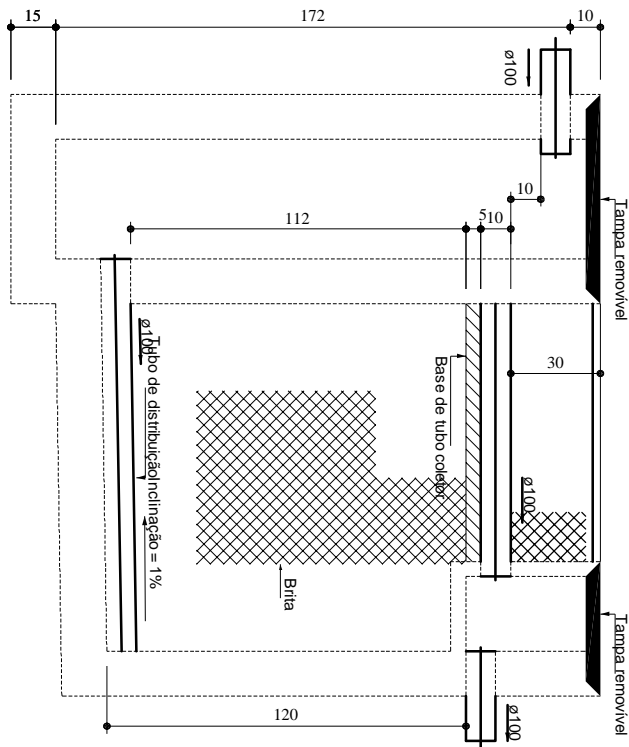 15
172
10
ø100
10
Tampa removível
112
5
10
30
ø100
Tubo de distribuição
Inclinação = 1%
Base de tubo coletor
ø100
Brita
Tampa removível
120
ø100